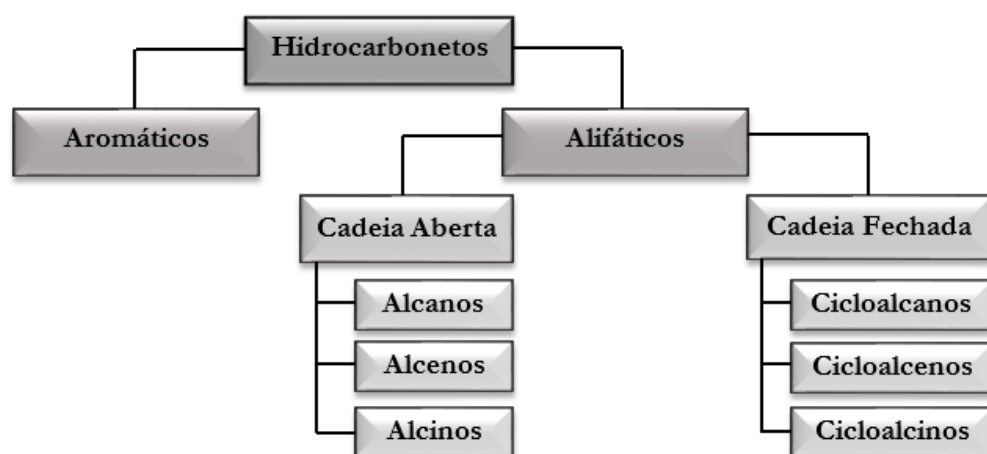 Hidrocarbonetos
Aromáticos
Alifáticos
Cadeia Aberta
Cadeia Fechada
Alcanos
Cicloalcanos
Alcenos
Cicloalcenos
Alcinos
Cicloalcinos